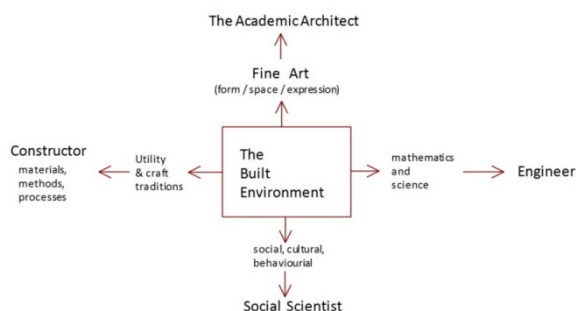 The Academic Architect
Fine Art
(form / space / expression)
Constructor
materials,
methods,
processes
Utility
& craft
traditions
The
Built
Environment
mathematics
and
science
Engineer
social, cultural,
behaviourial
Social Scientist